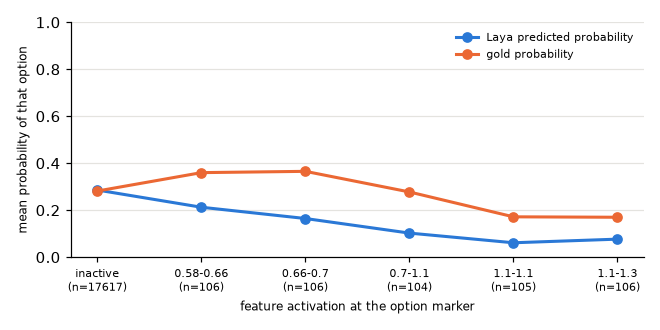 1.0
0.8
0.6
0.4
0.2
0.0
mean probability of that option
Laya predicted probability
gold probability
inactive
(n=17617)
0.58-0.66
(n=106)
0.66-0.7
(n=106)
0.7-1.1
(n=104)
1.1-1.1
(n=105)
1.1-1.3
(n=106)
feature activation at the option marker